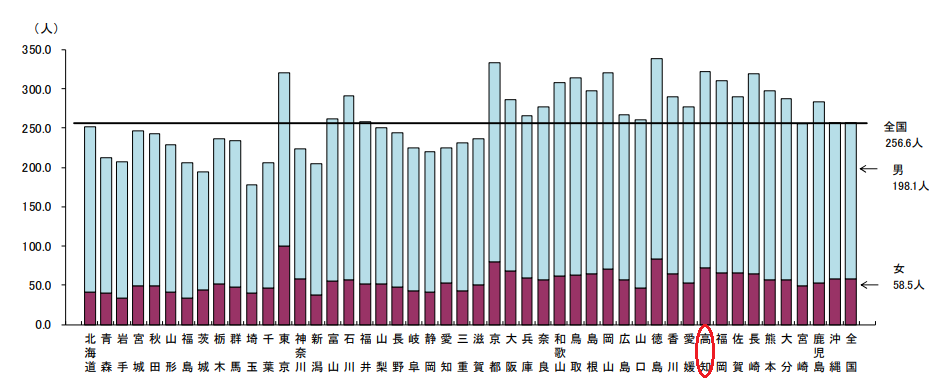 （人）
350.0
300.0
250.0
200.0
150.0
100.0
50.0
0.0
全国
256.6人
男
198.1人
女
58.5人
北海道
青森
岩手
宮城
秋田
山形
福島
茨城
栃木
群馬
埼玉
千葉
東京
神奈川
新潟
富山
石川
福井
山梨
長野
岐阜
静岡
愛知
三重
滋賀
京都
大阪
兵庫
奈良
和歌山
鳥取
島根
岡山
広島
山口
徳島
香川
愛媛
高知
福岡
佐賀
長崎
熊本
大分
宮崎
鹿児島
沖縄
全国